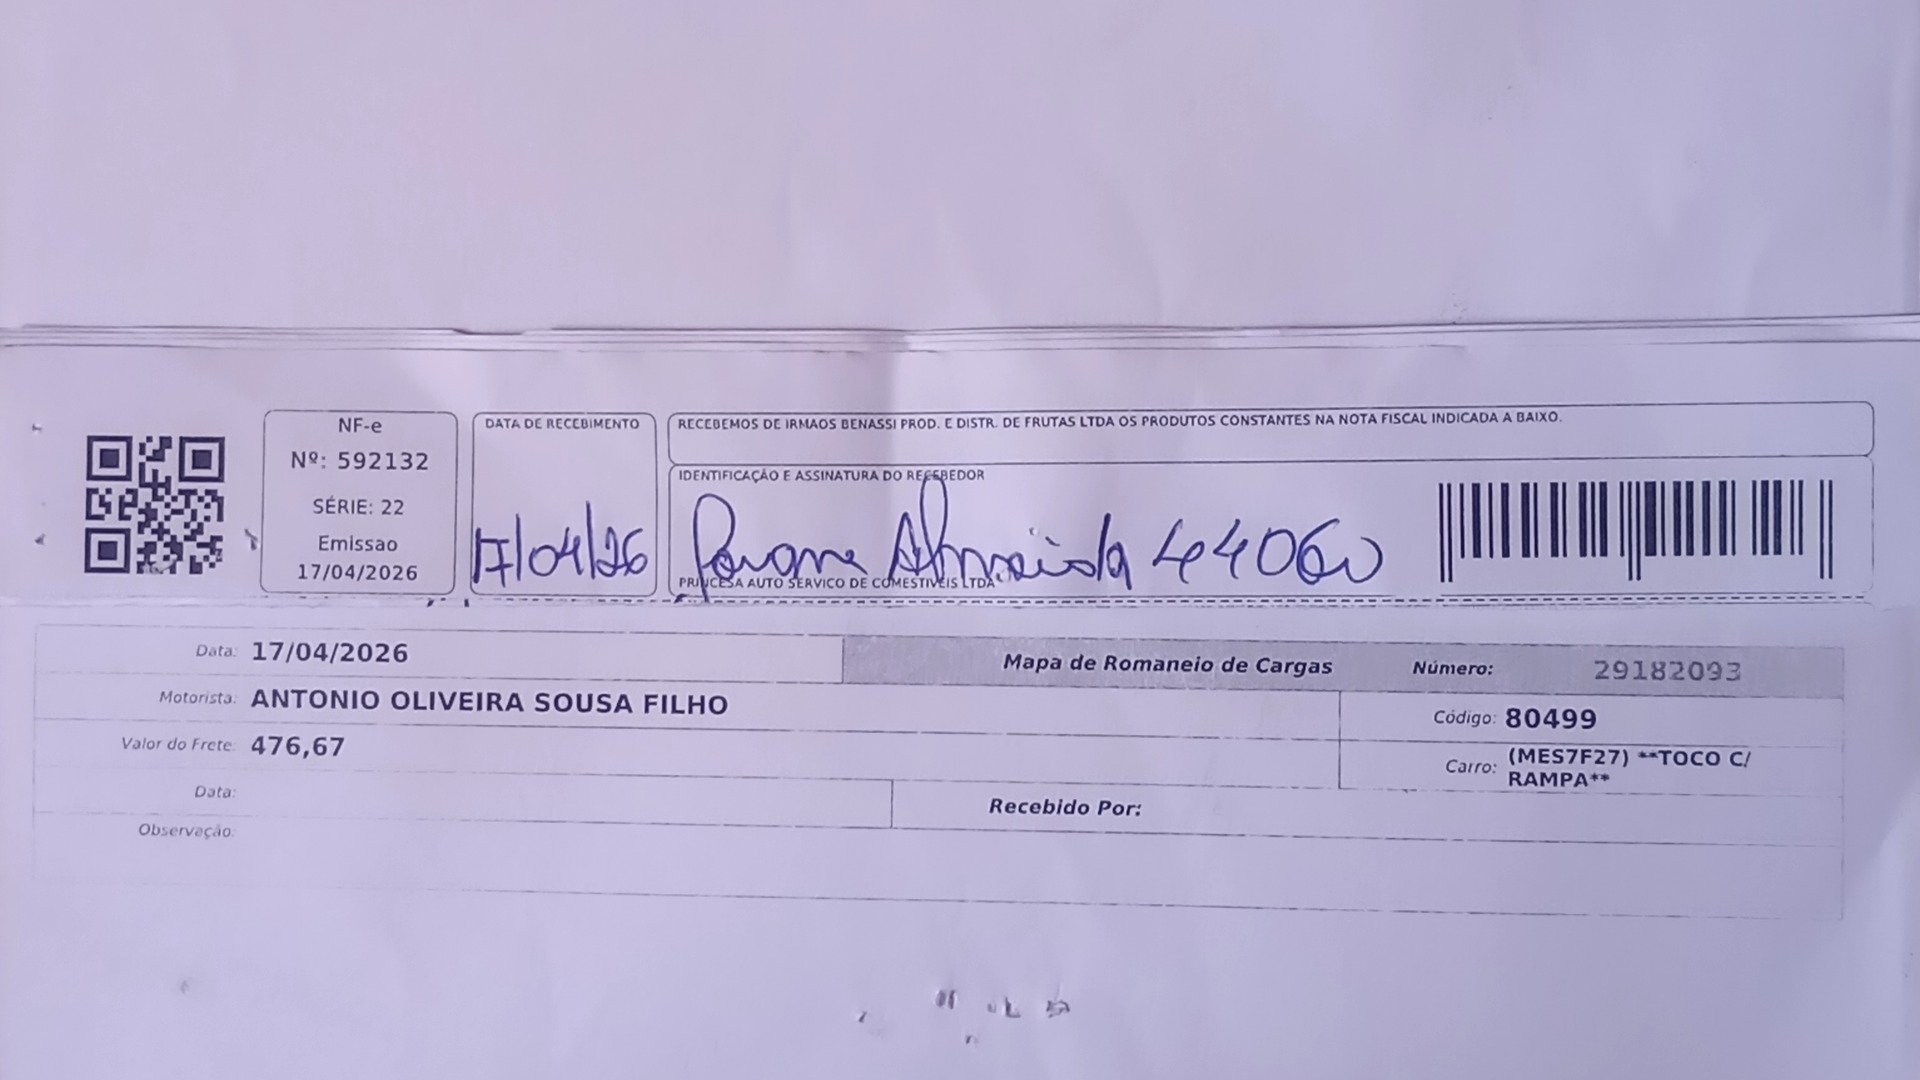 NF-e
Nº: 592132
SÉRIE: 22
Emissao
17/04/2026
DATA DE RECEBIMENTO
17/04/26
RECEBEMOS DE IRMAOS BENASSI PROD. E DISTR. DE FRUTAS LTDA OS PRODUTOS CONSTANTES NA NOTA FISCAL INDICADA A BAIXO.
IDENTIFICAÇÃO E ASSINATURA DO RECEBEDOR
Almeida 44060
PRINCESA AUTO SERVICO DE COMESTIVEIS LTDA
Data: 17/04/2026
Mapa de Romaneio de Cargas Número: 29182093
Motorista: ANTONIO OLIVEIRA SOUSA FILHO
Código: 80499
Valor do Frete: 476,67
Carro: (MES7F27) **TOCO C/
RAMPA**
Data:
Recebido Por:
Observação: